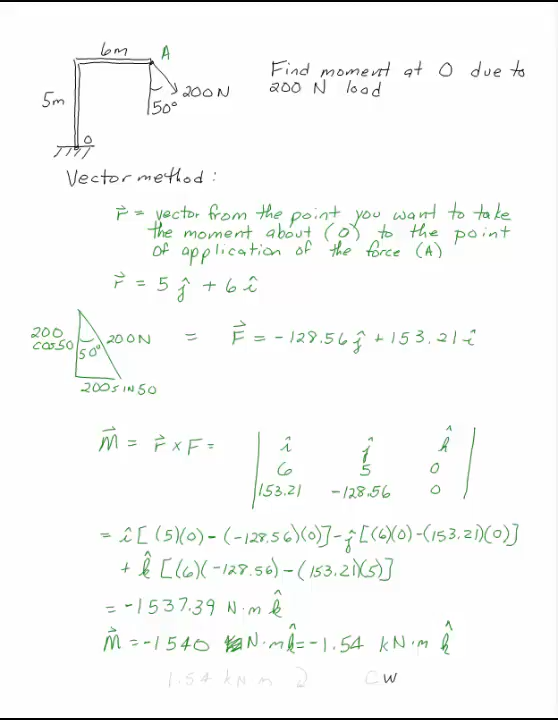 6m A
Find moment at O due to
200 N load
5m
50°
200N
O
Vector method :
r⃗ = vector from the point you want to take
the moment about (O) to the point
of application of the force (A)
r⃗ = 5 ĵ + 6 î
200
cos50
50°
200N
= F⃗ = -128.56 ĵ + 153.21 î
200sin50
M⃗ = r⃗ x F =
î ĵ k̂
6 5 0
153.21 -128.56 0
= î [(5)(0) - (-128.56)(0)] - ĵ [(6)(0) - (153.21)(0)]
+ k̂ [(6)(-128.56) - (153.21)(5)]
= -1537.39 N·m k̂
M⃗ = -1540 N·m k̂ = -1.54 kN·m k̂
1.54 kN m CW